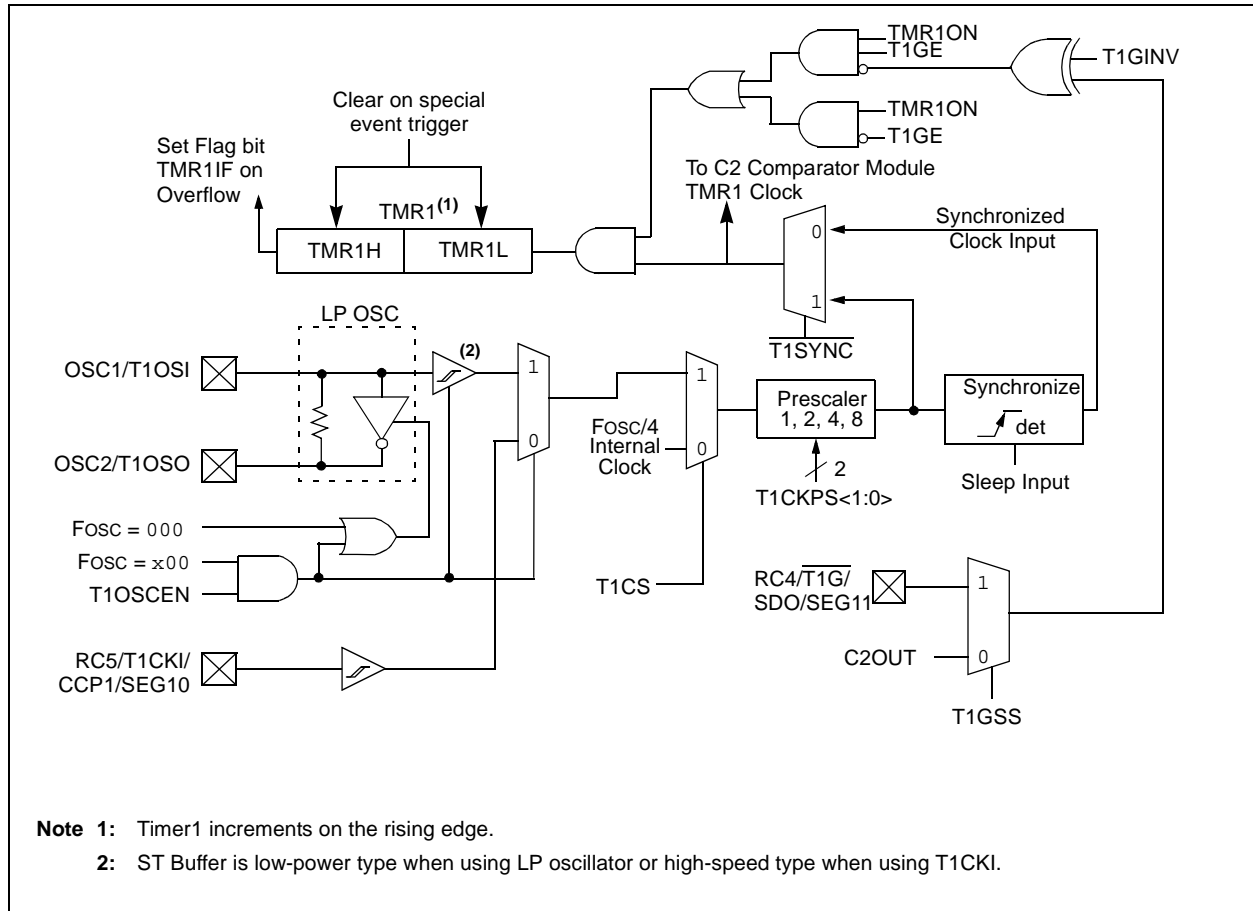 TMR1ON
T1GE
T1GINV
TMR1ON
T1GE
Clear on special
event trigger
Set Flag bit
TMR1IF on
Overflow
To C2 Comparator Module
TMR1 Clock
TMR1(1)
TMR1H
TMR1L
0
Synchronized
Clock Input
1
T1SYNC
LP OSC
OSC1/T1OSI
(2)
1
0
OSC2/T1OSO
1
FOSC/4
Internal
Clock
0
Prescaler
1, 2, 4, 8
2
T1CKPS<1:0>
Synchronize
det
Sleep Input
FOSC = 000
FOSC = x00
T1OSCEN
T1CS
RC4/T1G/
SDO/SEG11
1
C2OUT
0
T1GSS
RC5/T1CKI/
CCP1/SEG10
Note 1: Timer1 increments on the rising edge.
2: ST Buffer is low-power type when using LP oscillator or high-speed type when using T1CKI.